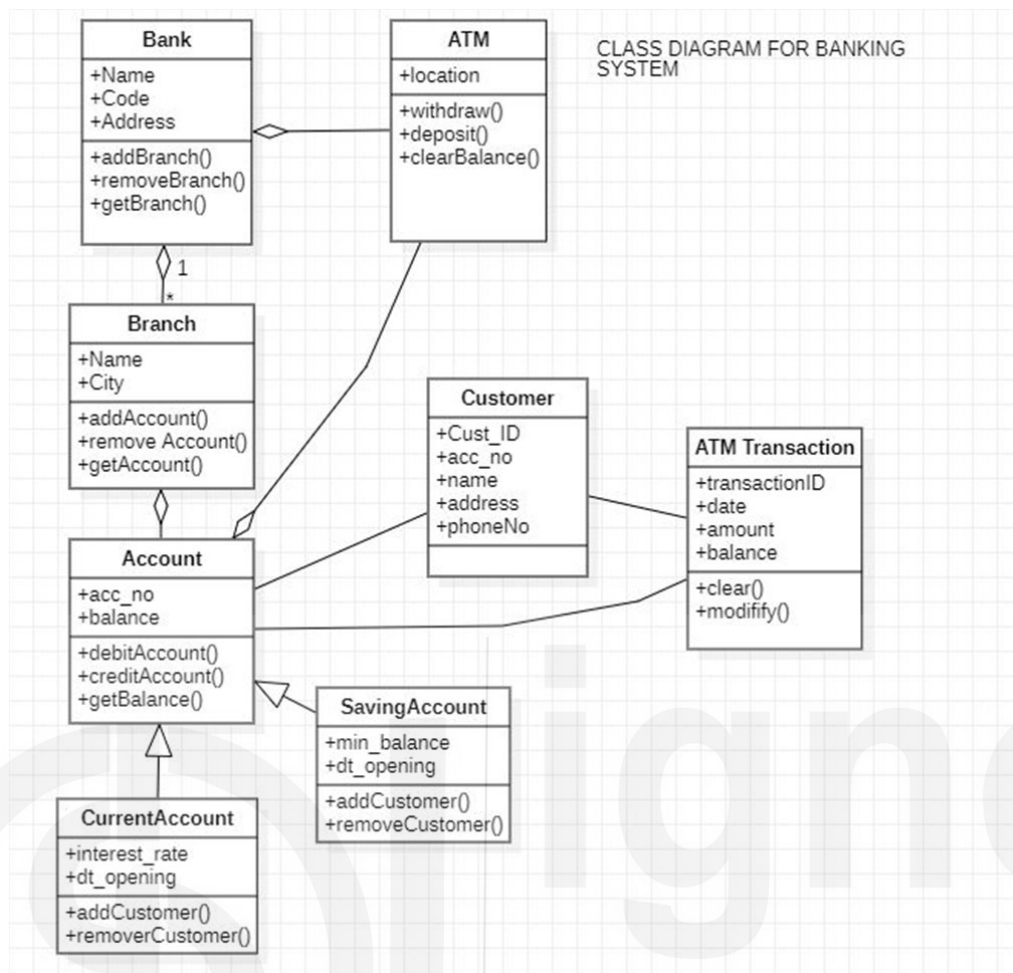 Bank
+Name
+Code
+Address
+addBranch()
+removeBranch()
+getBranch()
ATM
+location
+withdraw()
+deposit()
+clearBalance()
CLASS DIAGRAM FOR BANKING
SYSTEM
1
*
Branch
+Name
+City
+addAccount()
+remove Account()
+getAccount()
Customer
+Cust_ID
+acc_no
+name
+address
+phoneNo
ATM Transaction
+transactionID
+date
+amount
+balance
+clear()
+modifify()
Account
+acc_no
+balance
+debitAccount()
+creditAccount()
+getBalance()
SavingAccount
+min_balance
+dt_opening
+addCustomer()
+removeCustomer()
CurrentAccount
+interest_rate
+dt_opening
+addCustomer()
+removerCustomer()